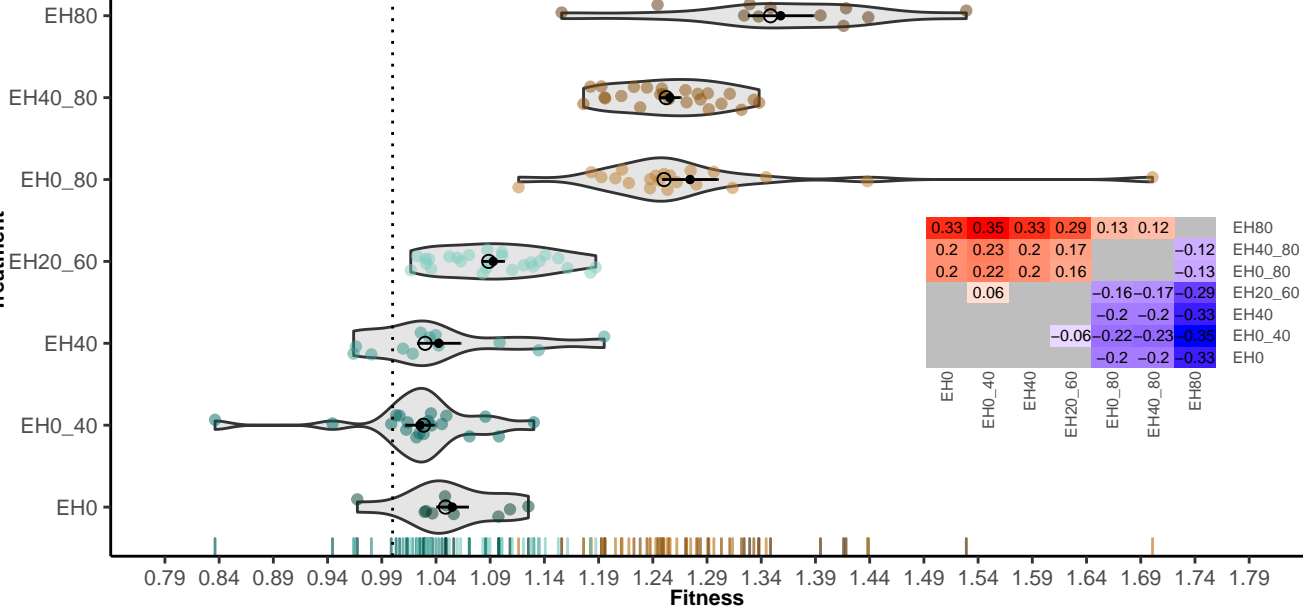 EH80
EH40_80
EH0_80
EH20_60
EH40
EH0_40
EH0
0.33 0.35 0.33 0.29 0.13 0.12 EH80
0.2 0.23 0.2 0.17 −0.12 EH40_80
0.2 0.22 0.2 0.16 −0.13 EH0_80
0.06 −0.16 −0.17 −0.29 EH20_60
−0.2 −0.2 −0.33 EH40
−0.06 −0.22 −0.23 −0.35 EH0_40
−0.2 −0.2 −0.33 EH0
EH0 EH0_40 EH40 EH20_60 EH0_80 EH40_80 EH80
0.79 0.84 0.89 0.94 0.99 1.04 1.09 1.14 1.19 1.24 1.29 1.34 1.39 1.44 1.49 1.54 1.59 1.64 1.69 1.74 1.79
Fitness